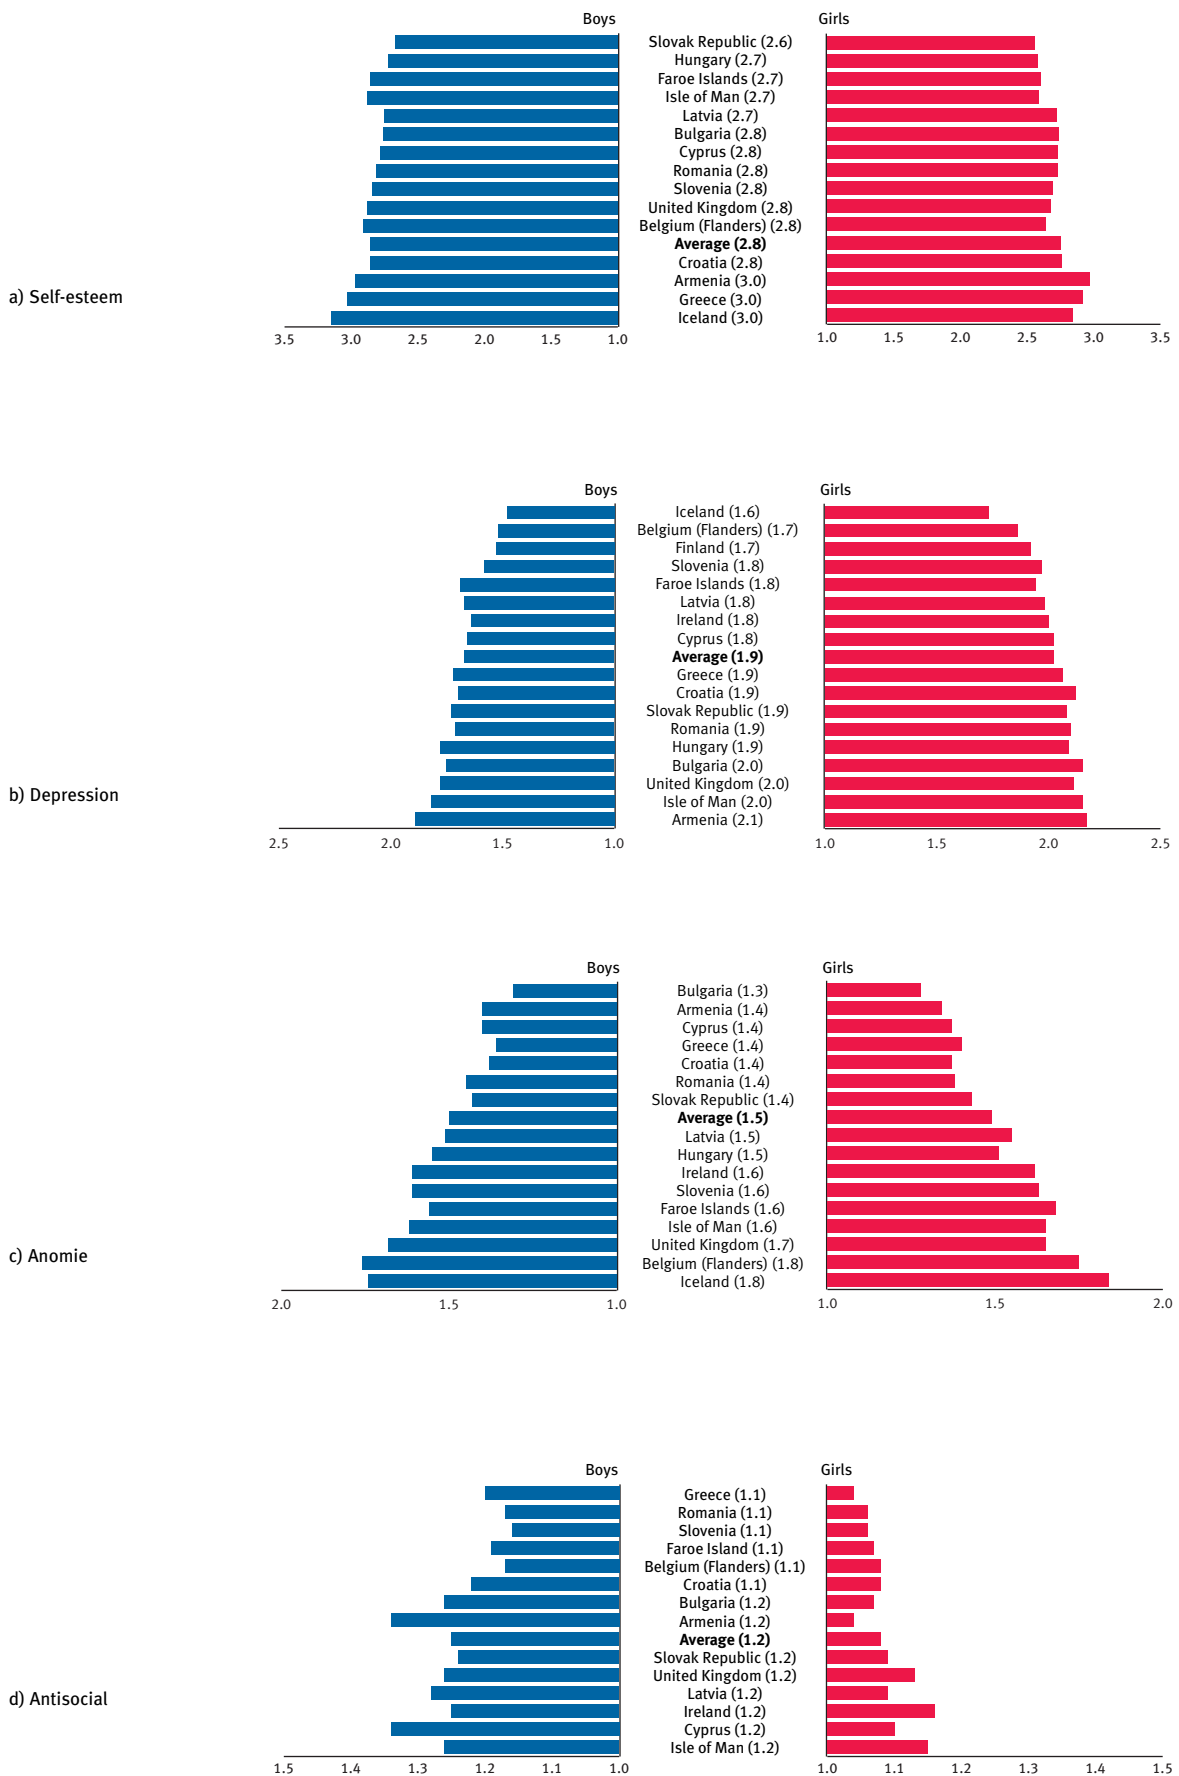 Boys Girls
Slovak Republic (2.6)
Hungary (2.7)
Faroe Islands (2.7)
Isle of Man (2.7)
Latvia (2.7)
Bulgaria (2.8)
Cyprus (2.8)
Romania (2.8)
Slovenia (2.8)
United Kingdom (2.8)
Belgium (Flanders) (2.8)
Average (2.8)
Croatia (2.8)
Armenia (3.0)
a) Self-esteem
Greece (3.0)
Iceland (3.0)
3.5 3.0 2.5 2.0 1.5 1.0 1.0 1.5 2.0 2.5 3.0 3.5
Boys Girls
Iceland (1.6)
Belgium (Flanders) (1.7)
Finland (1.7)
Slovenia (1.8)
Faroe Islands (1.8)
Latvia (1.8)
Ireland (1.8)
Cyprus (1.8)
Average (1.9)
Greece (1.9)
Croatia (1.9)
Slovak Republic (1.9)
Romania (1.9)
Hungary (1.9)
Bulgaria (2.0)
United Kingdom (2.0)
b) Depression
Isle of Man (2.0)
Armenia (2.1)
2.5 2.0 1.5 1.0 1.0 1.5 2.0 2.5
Boys Girls
Bulgaria (1.3)
Armenia (1.4)
Cyprus (1.4)
Greece (1.4)
Croatia (1.4)
Romania (1.4)
Slovak Republic (1.4)
Average (1.5)
Latvia (1.5)
Hungary (1.5)
Ireland (1.6)
Slovenia (1.6)
Faroe Islands (1.6)
Isle of Man (1.6)
United Kingdom (1.7)
c) Anomie
Belgium (Flanders) (1.8)
Iceland (1.8)
2.0 1.5 1.0 1.0 1.5 2.0
Boys Girls
Greece (1.1)
Romania (1.1)
Slovenia (1.1)
Faroe Island (1.1)
Belgium (Flanders) (1.1)
Croatia (1.1)
Bulgaria (1.2)
Armenia (1.2)
Average (1.2)
Slovak Republic (1.2)
United Kingdom (1.2)
Latvia (1.2)
d) Antisocial
Ireland (1.2)
Cyprus (1.2)
Isle of Man (1.2)
1.5 1.4 1.3 1.2 1.1 1.0 1.0 1.1 1.2 1.3 1.4 1.5